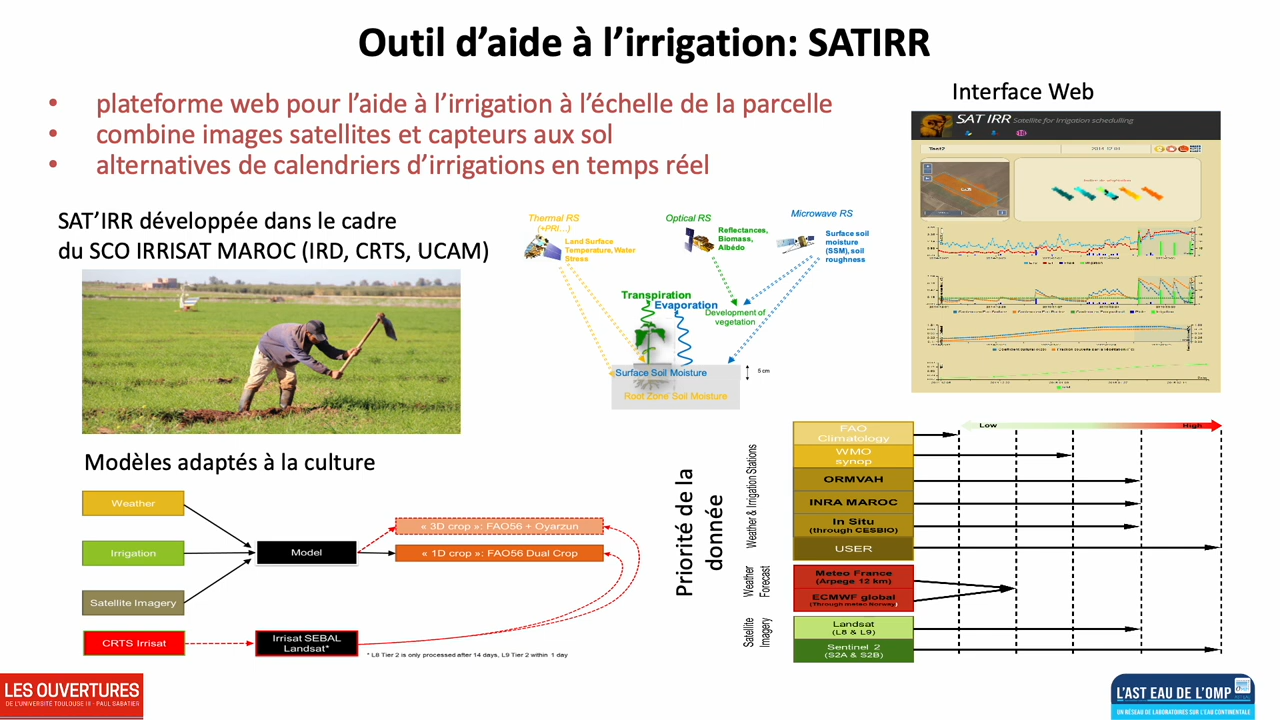 Outil d'aide à l'irrigation: SATIRR
• plateforme web pour l'aide à l'irrigation à l'échelle de la parcelle
• combine images satellites et capteurs aux sol
• alternatives de calendriers d'irrigations en temps réel
Interface Web
SAT IRR Satellite for Irrigation schedulling
Test2
SAT'IRR développée dans le cadre
du SCO IRRISAT MAROC (IRD, CRTS, UCAM)
Thermal RS
(+PRI...)
Land Surface
Temperature, Water
Stress
Optical RS
Reflectances,
Biomass,
Albédo
Microwave RS
Surface soil
moisture
(SSM), soil
roughness
Transpiration
Evaporation
Development of
vegetation
Surface Soil Moisture
Root Zone Soil Moisture
5 cm
Modèles adaptés à la culture
Weather
Irrigation
Satellite Imagery
CRTS Irrisat
Model
Irrisat SEBAL
Landsat*
« 3D crop »: FAO56 + Oyarzun
« 1D crop »: FAO56 Dual Crop
* L8 Tier 2 is only processed after 14 days, L9 Tier 2 within 1 day
Priorité de la
donnée
Weather & Irrigation Stations
Weather
Forecast
Satellite
Imagery
Low
High
FAO
Climatology
WMO
synop
ORMVAH
INRA MAROC
In Situ
(through CESBIO)
USER
Meteo France
(Arpege 12 km)
ECMWF global
(Through météo Norway)
Landsat
(L8 & L9)
Sentinel 2
(S2A & S2B)
LES OUVERTURES
DE L'UNIVERSITÉ TOULOUSE III - PAUL SABATIER
L'AST EAU DE L'OMP
UN RÉSEAU DE LABORATOIRES SUR L'EAU CONTINENTALE